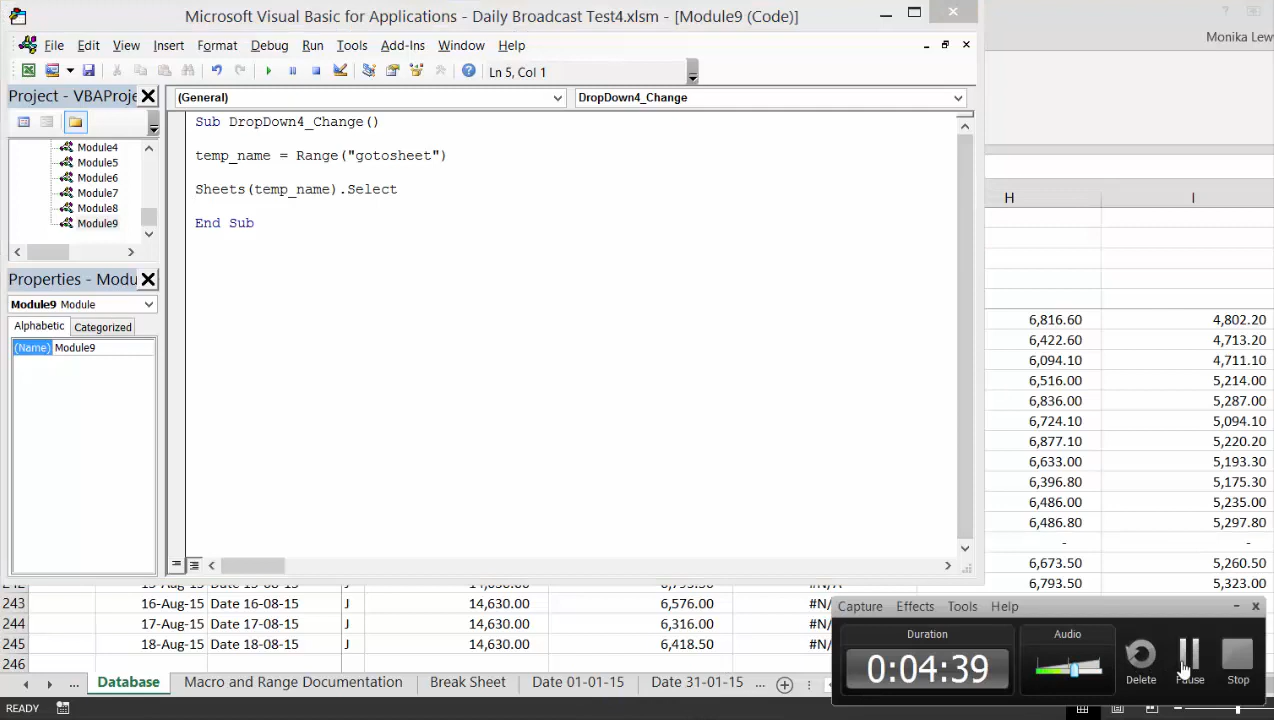 Microsoft Visual Basic for Applications - Daily Broadcast Test4.xlsm - [Module9 (Code)]
Monika Lew
File Edit View Insert Format Debug Run Tools Add-Ins Window Help
Ln 5, Col 1
Project - VBAProje
(General)
DropDown4_Change
Module4
Module5
Module6
Module7
Module8
Module9
Sub DropDown4_Change()
temp_name = Range("gotosheet")
Sheets(temp_name).Select
End Sub
Properties - Modu
Module9 Module
Alphabetic Categorized
(Name) Module9
H I
6,816.60 4,802.20
6,422.60 4,713.20
6,094.10 4,711.10
6,516.00 5,214.00
6,836.00 5,287.00
6,724.10 5,094.10
6,877.10 5,220.20
6,633.00 5,193.30
6,396.80 5,175.30
6,486.00 5,235.00
6,486.80 5,297.80
- -
6,673.50 5,260.50
6,793.50 5,323.00
243 16-Aug-15 Date 16-08-15 J 14,630.00 6,576.00 #N/
244 17-Aug-15 Date 17-08-15 J 14,630.00 6,316.00 #N/
245 18-Aug-15 Date 18-08-15 J 14,630.00 6,418.50 #N/
246
... Database Macro and Range Documentation Break Sheet Date 01-01-15 Date 31-01-15 ...
READY
Capture Effects Tools Help
Duration
0:04:39
Audio
Delete
Pause
Stop